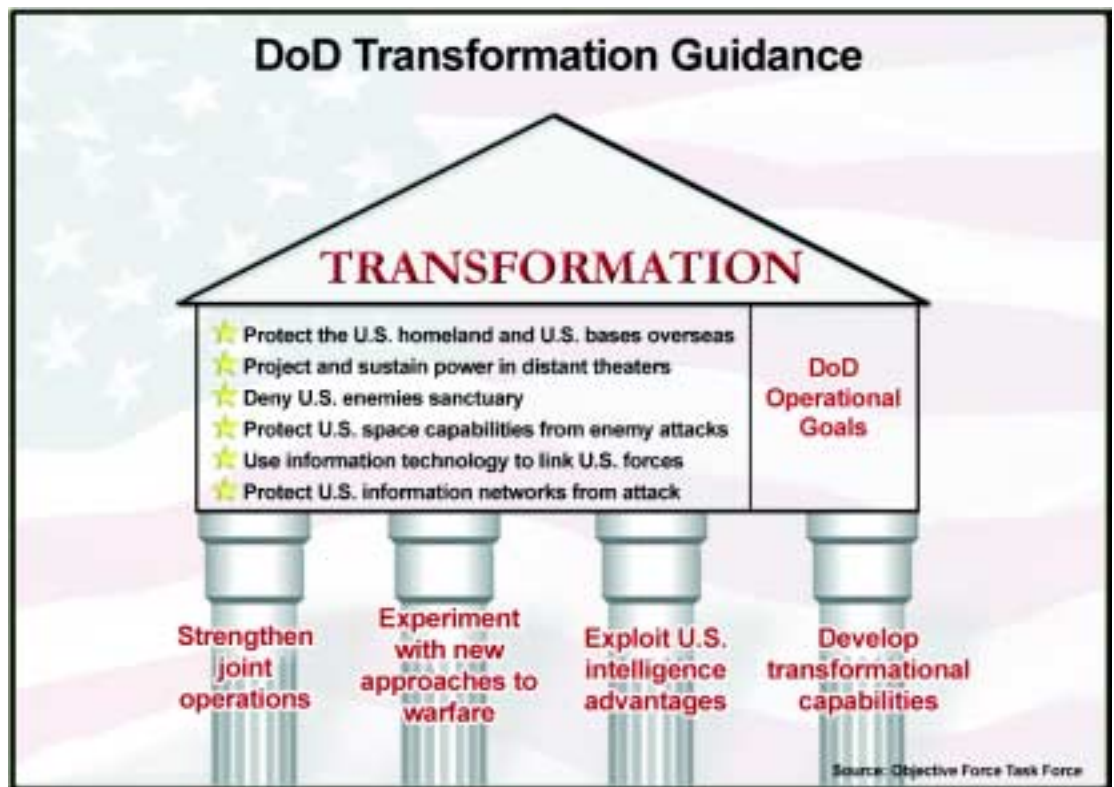 DoD Transformation Guidance
TRANSFORMATION
Protect the U.S. homeland and U.S. bases overseas
Project and sustain power in distant theaters
Deny U.S. enemies sanctuary
Protect U.S. space capabilities from enemy attacks
Use information technology to link U.S. forces
Protect U.S. information networks from attack
DoD
Operational
Goals
Strengthen
joint
operations
Experiment
with new
approaches to
warfare
Exploit U.S.
intelligence
advantages
Develop
transformational
capabilities
Source: Objective Force Task Force